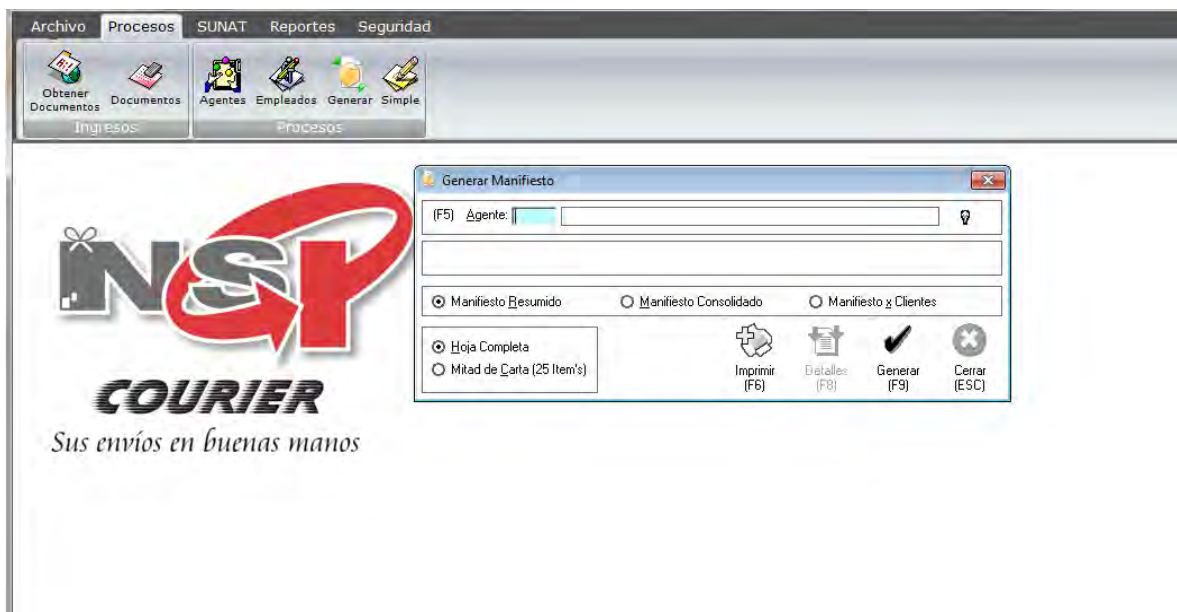 Archivo Procesos SUNAT Reportes Seguridad
Obtener Documentos Documentos Agentes Empleados Generar Simple
Ingresos Procesos
NSP
COURIER
Sus envíos en buenas manos
Generar Manifiesto
(F5) Agente:
Manifiesto Resumido Manifiesto Consolidado Manifiesto x Clientes
Hoja Completa
Mitad de Carta (25 Item's)
Imprimir (F6) Detalles (F8) Generar (F9) Cerrar (ESC)